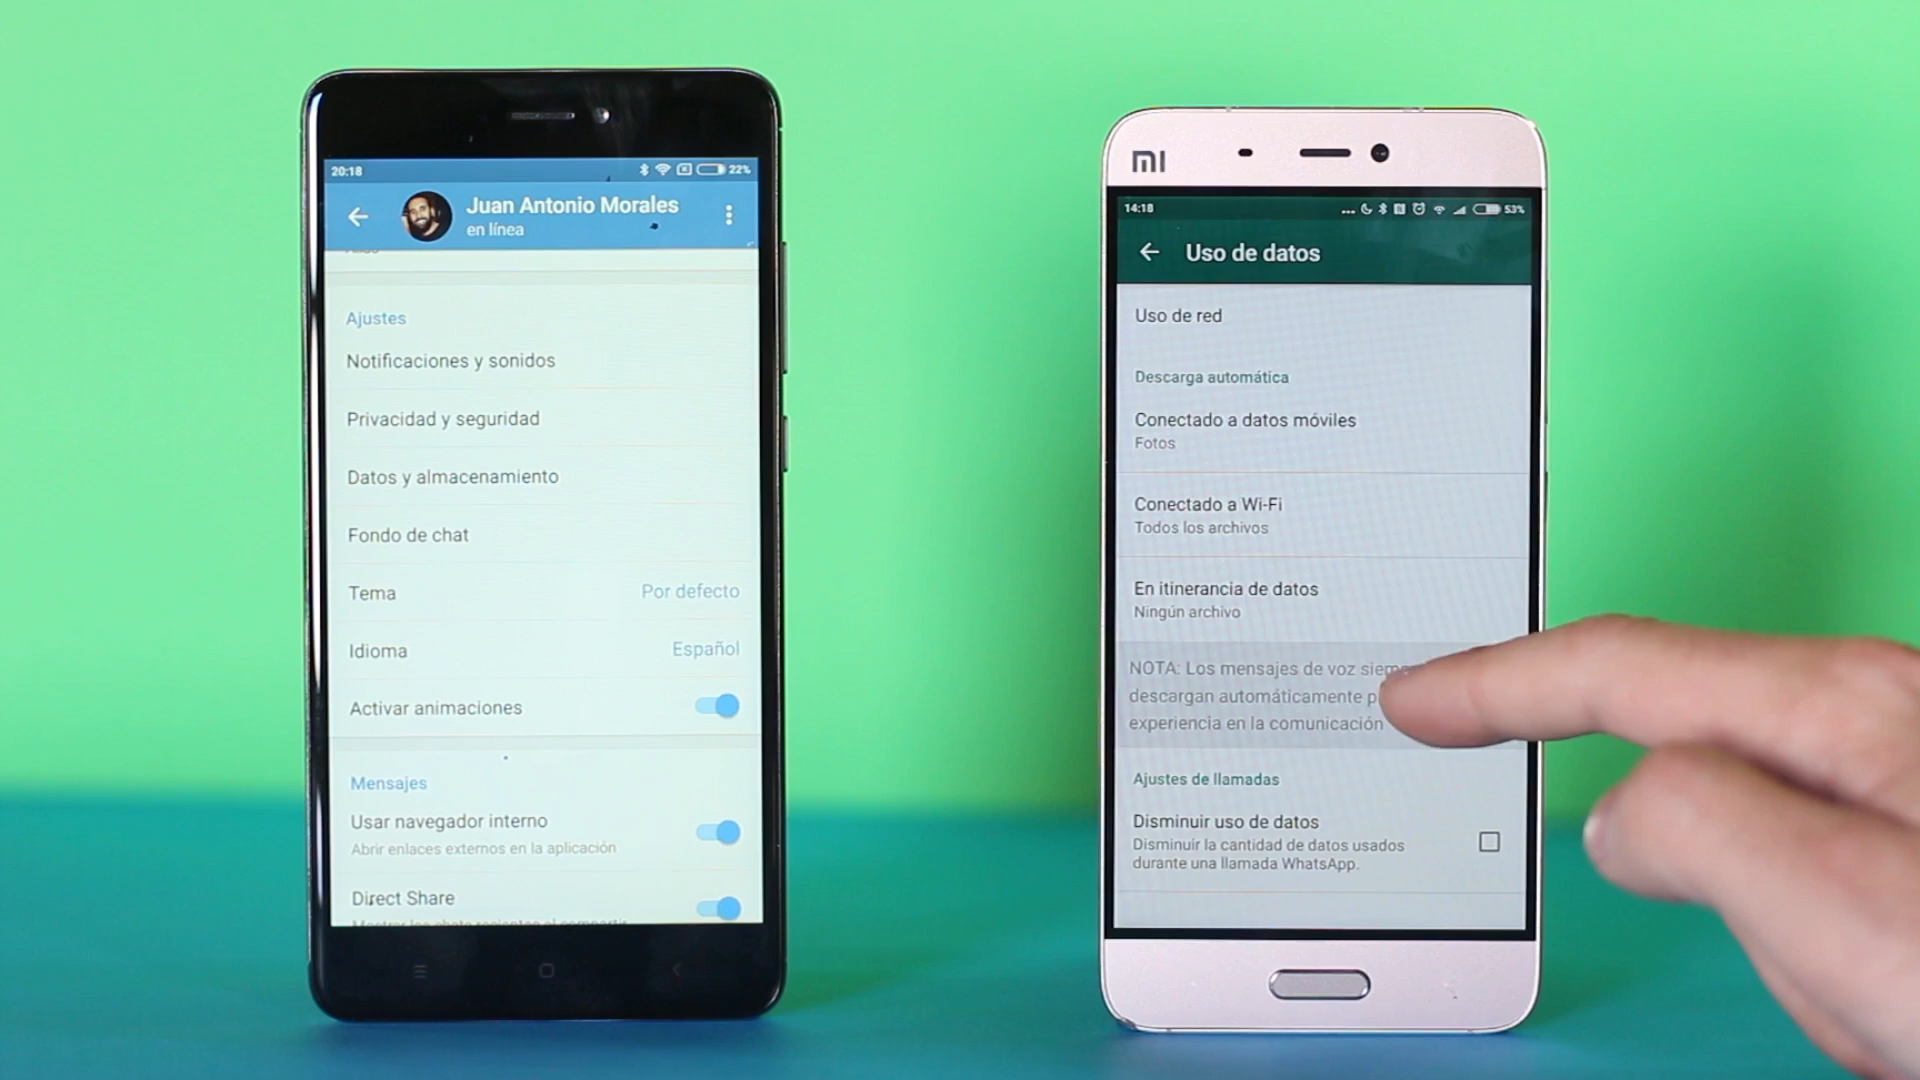 20:18
22%
Juan Antonio Morales
en línea
Ajustes
Notificaciones y sonidos
Privacidad y seguridad
Datos y almacenamiento
Fondo de chat
Tema
Por defecto
Idioma
Español
Activar animaciones
Mensajes
Usar navegador interno
Abrir enlaces externos en la aplicación
Direct Share
mi
14:18
53%
Uso de datos
Uso de red
Descarga automática
Conectado a datos móviles
Fotos
Conectado a Wi-Fi
Todos los archivos
En itinerancia de datos
Ningún archivo
NOTA: Los mensajes de voz
descargan automáticamente
experiencia en la comunicación
Ajustes de llamadas
Disminuir uso de datos
Disminuir la cantidad de datos usados
durante una llamada WhatsApp.